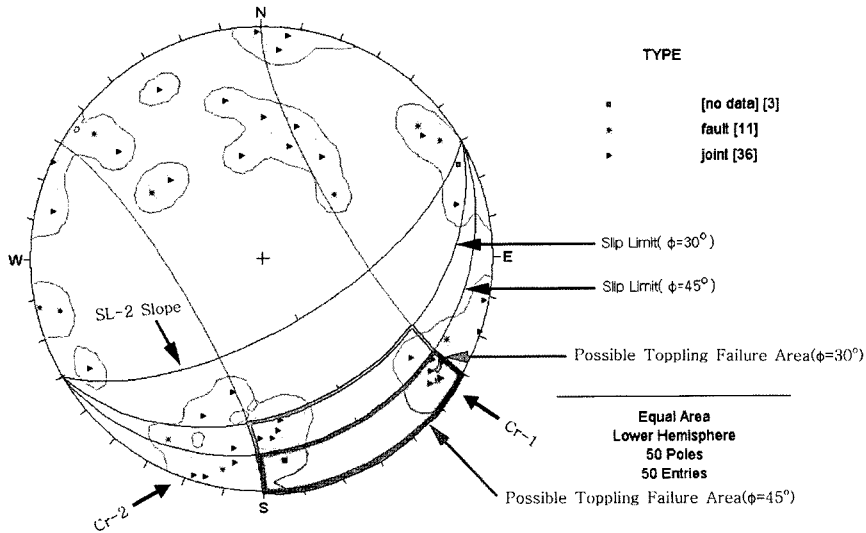 N
TYPE
[no data] [3]
fault [11]
joint [36]
Slip Limit( ϕ=30°)
W
E
Slip Limit( ϕ=45°)
SL-2 Slope
Possible Toppling Failure Area(ϕ=30°)
Cr-1
Equal Area
Lower Hemisphere
50 Poles
50 Entries
Cr-2
S
Possible Toppling Failure Area(ϕ=45°)